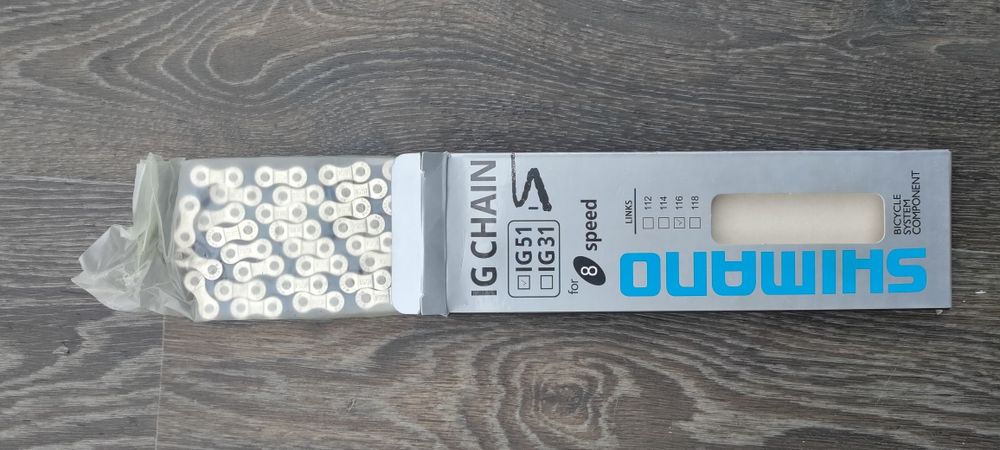 IG CHAIN
IG51
IG31
for 8 speed
LINKS
112
114
116
118
BICYCLE
SYSTEM
COMPONENT
SHIMANO